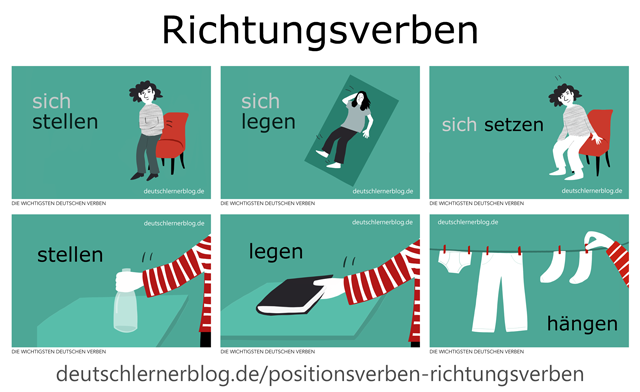 Richtungsverben
sich
stellen
deutschlernerblog.de
DIE WICHTIGSTEN DEUTSCHEN VERBEN
sich
legen
deutschlernerblog.de
DIE WICHTIGSTEN DEUTSCHEN VERBEN
sich setzen
deutschlernerblog.de
DIE WICHTIGSTEN DEUTSCHEN VERBEN
deutschlernerblog.de
stellen
DIE WICHTIGSTEN DEUTSCHEN VERBEN
deutschlernerblog.de
legen
DIE WICHTIGSTEN DEUTSCHEN VERBEN
deutschlernerblog.de
hängen
DIE WICHTIGSTEN DEUTSCHEN VERBEN
deutschlernerblog.de/positionsverben-richtungsverben